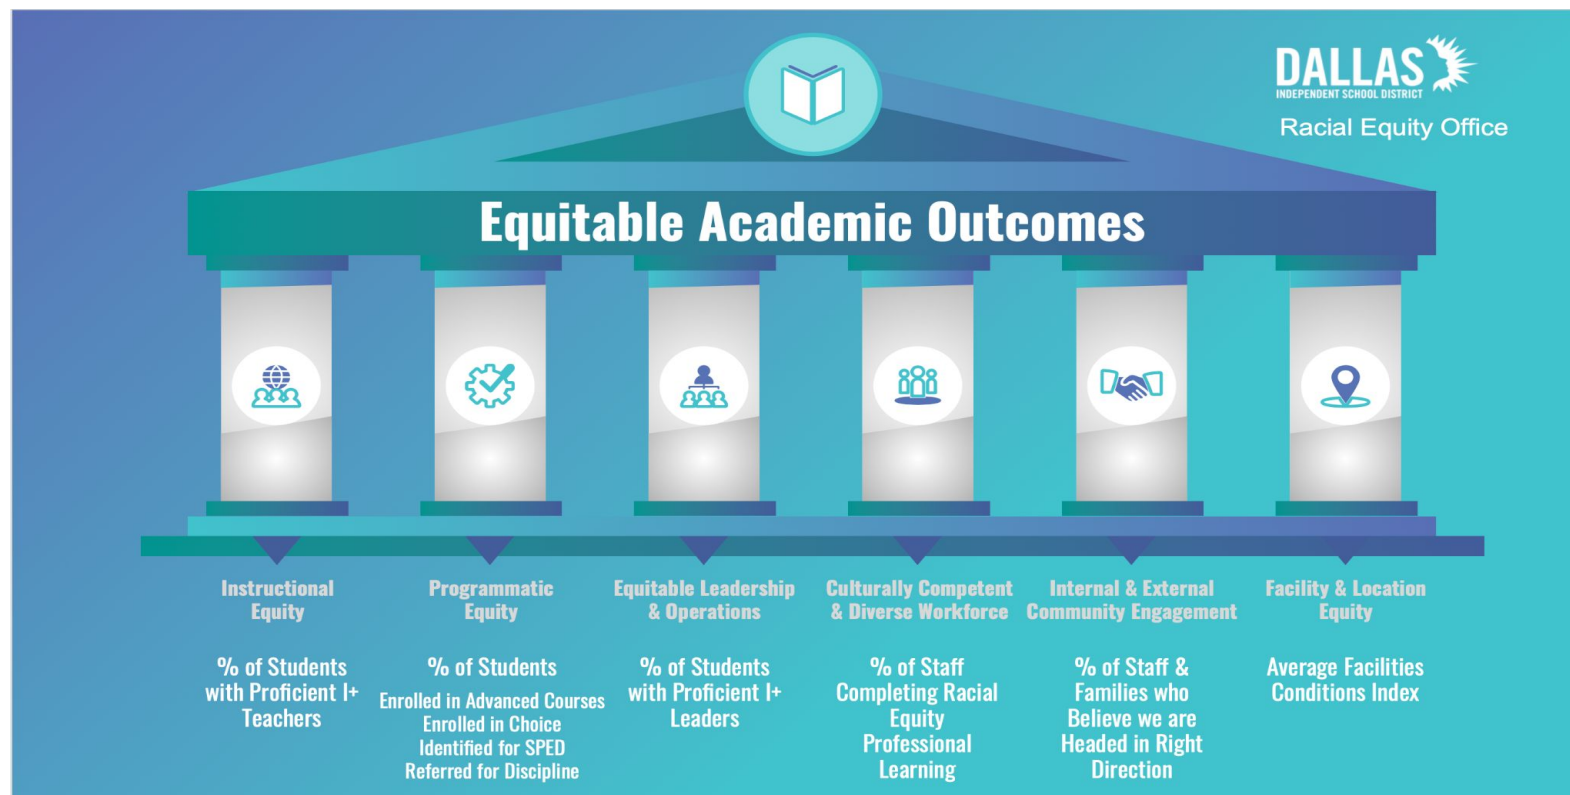 DALLAS
INDEPENDENT SCHOOL DISTRICT
Racial Equity Office
Equitable Academic Outcomes
Instructional
Equity
% of Students
with Proficient I+
Teachers
Programmatic
Equity
% of Students
Enrolled in Advanced Courses
Enrolled in Choice
Identified for SPED
Referred for Discipline
Equitable Leadership
& Operations
% of Students
with Proficient I+
Leaders
Culturally Competent
& Diverse Workforce
% of Staff
Completing Racial
Equity
Professional
Learning
Internal & External
Community Engagement
% of Staff &
Families who
Believe we are
Headed in Right
Direction
Facility & Location
Equity
Average Facilities
Conditions Index